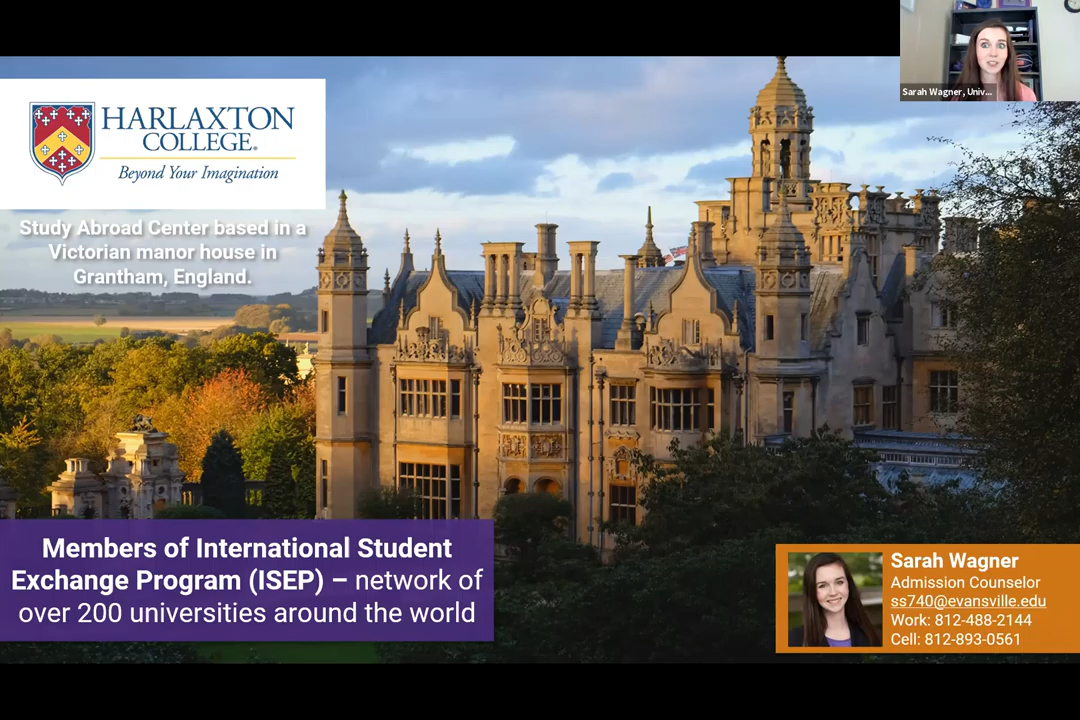 Sarah Wagner, Univ...
HARLAXTON
COLLEGE®
Beyond Your Imagination
Study Abroad Center based in a
Victorian manor house in
Grantham, England.
Members of International Student
Exchange Program (ISEP) – network of
over 200 universities around the world
Sarah Wagner
Admission Counselor
ss740@evansville.edu
Work: 812-488-2144
Cell: 812-893-0561